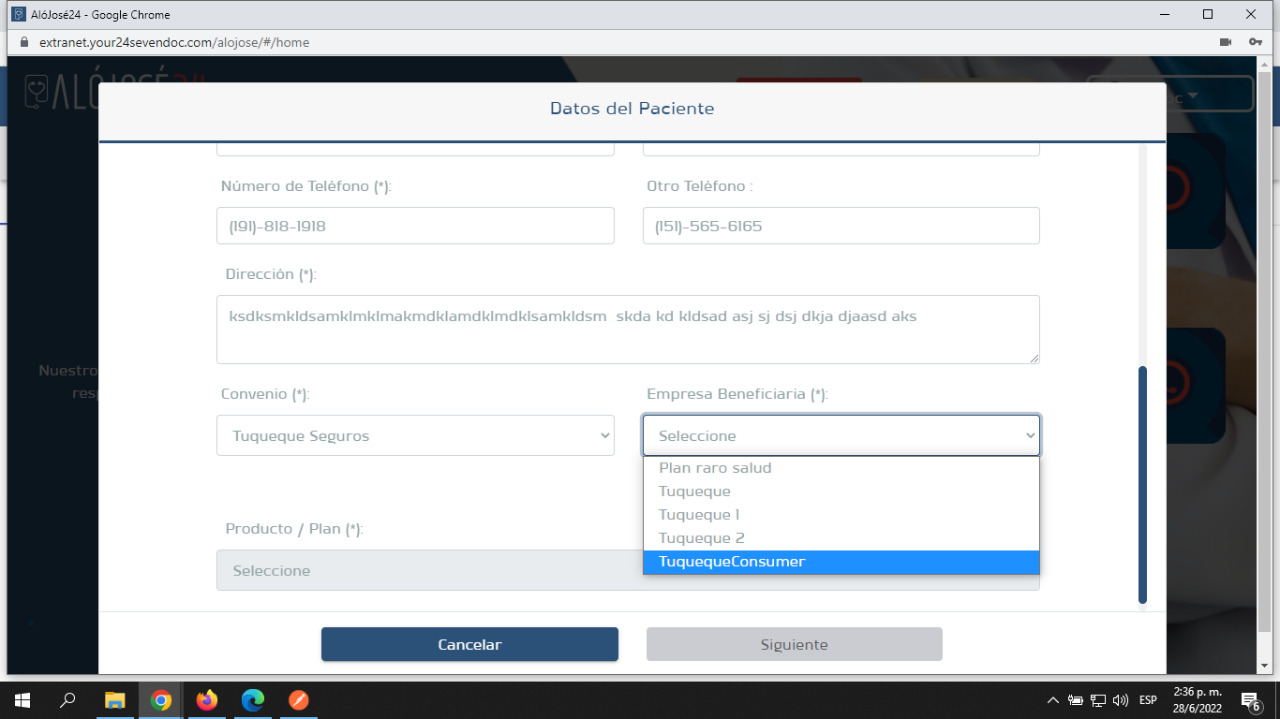 AlóJosé24 - Google Chrome
extranet.your24sevendoc.com/alojose/#/home
ALÓJOSÉ24
Datos del Paciente
Número de Teléfono (*):
Otro Teléfono :
(191)-818-1918
(151)-565-6165
Dirección (*):
ksdksmkldsamklmklmakmdklamdklmdklsamkldsm skda kd kldsad asj sj dsj dkja djaasd aks
Nuestro
Convenio (*):
Empresa Beneficiaria (*):
Tuqueque Seguros
Seleccione
Plan raro salud
Tuqueque
Tuqueque 1
Tuqueque 2
TuquequeConsumer
Producto / Plan (*):
Seleccione
Cancelar
Siguiente
ESP
2:36 p. m.
28/6/2022
6